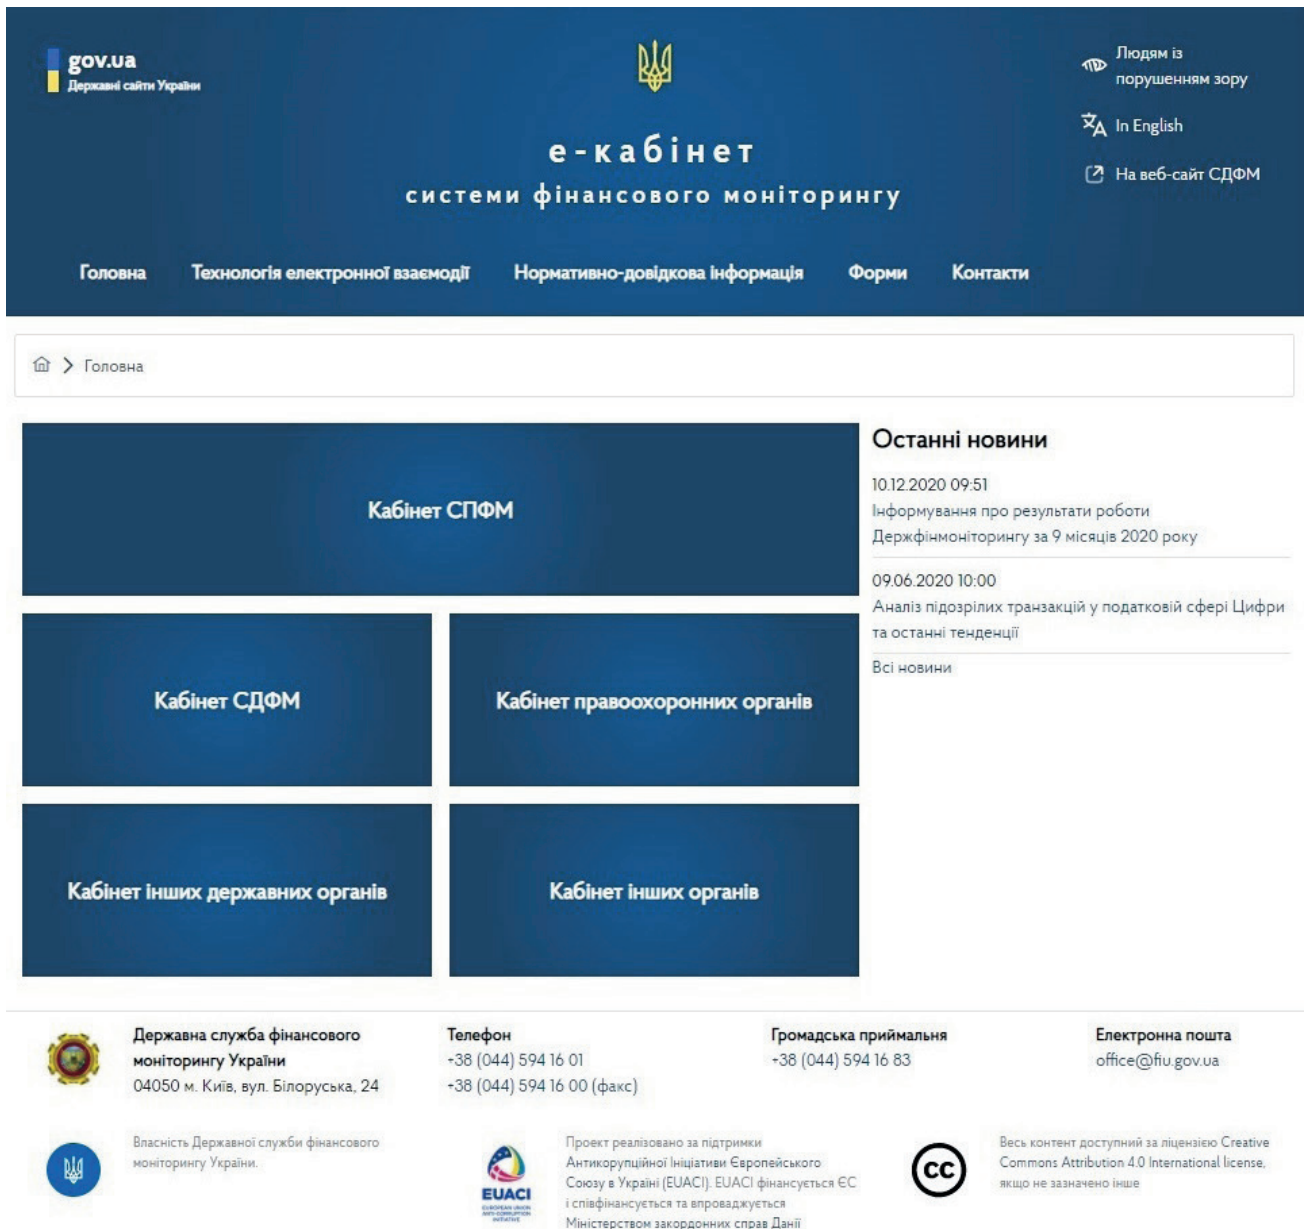 gov.ua
Державні сайти України
Людям із
порушенням зору
In English
На веб-сайт СДФМ
е-кабінет
системи фінансового моніторингу
Головна Технологія електронної взаємодії Нормативно-довідкова інформація Форми Контакти
Головна
Кабінет СПФМ
Кабінет СДФМ
Кабінет правоохоронних органів
Кабінет інших державних органів
Кабінет інших органів
Останні новини
10.12.2020 09:51
Інформування про результати роботи
Держфінмоніторингу за 9 місяців 2020 року
09.06.2020 10:00
Аналіз підозрілих транзакцій у податковій сфері Цифри
та останні тенденції
Всі новини
Державна служба фінансового
моніторингу України
04050 м. Київ, вул. Білоруська, 24
Телефон
+38 (044) 594 16 01
+38 (044) 594 16 00 (факс)
Громадська приймальня
+38 (044) 594 16 83
Електронна пошта
office@fiu.gov.ua
Власність Державної служби фінансового
моніторингу України.
EUACI
EUROPEAN UNION
ANTI-CORRUPTION
INITIATIVE
Проект реалізовано за підтримки
Антикорупційної Ініціативи Європейського
Союзу в Україні (EUACI). EUACI фінансується ЄС
і співфінансується та впроваджується
Міністерством закордонних справ Данії
cc
Весь контент доступний за ліцензією Creative
Commons Attribution 4.0 International license,
якщо не зазначено інше